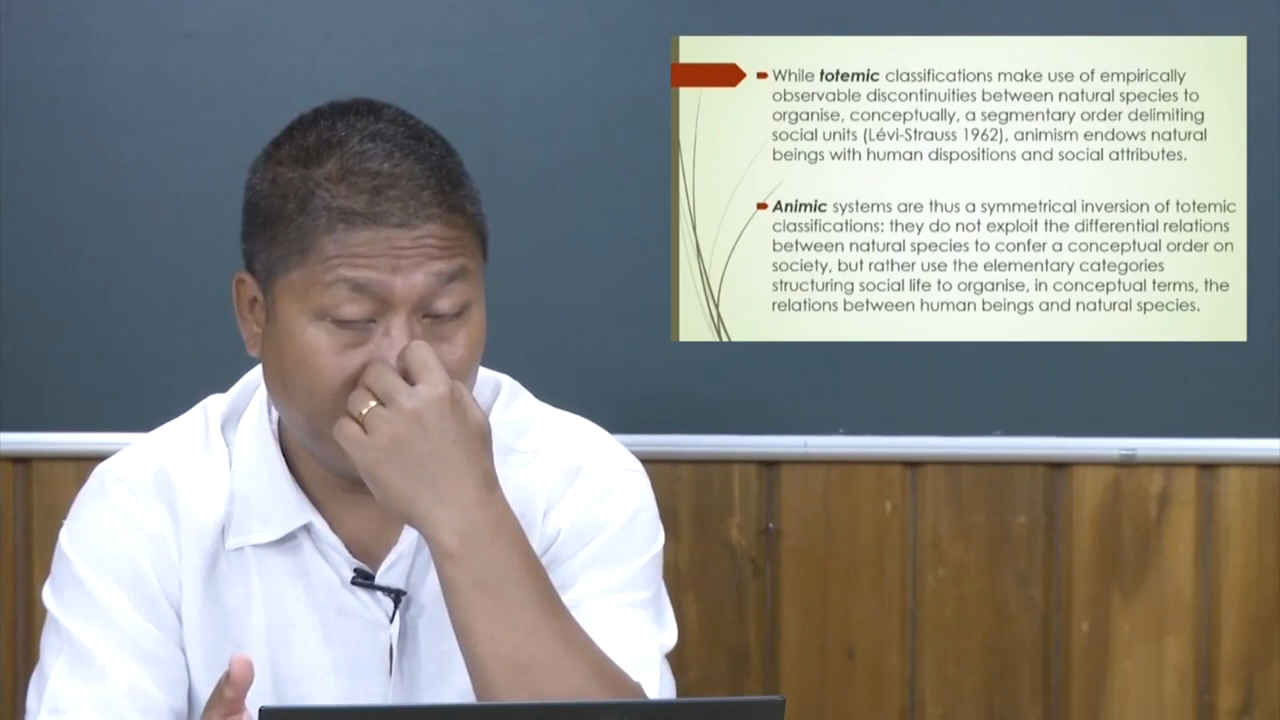 While totemic classifications make use of empirically
observable discontinuities between natural species to
organise, conceptually, a segmentary order delimiting
social units (Lévi-Strauss 1962), animism endows natural
beings with human dispositions and social attributes.
Animic systems are thus a symmetrical inversion of totemic
classifications: they do not exploit the differential relations
between natural species to confer a conceptual order on
society, but rather use the elementary categories
structuring social life to organise, in conceptual terms, the
relations between human beings and natural species.